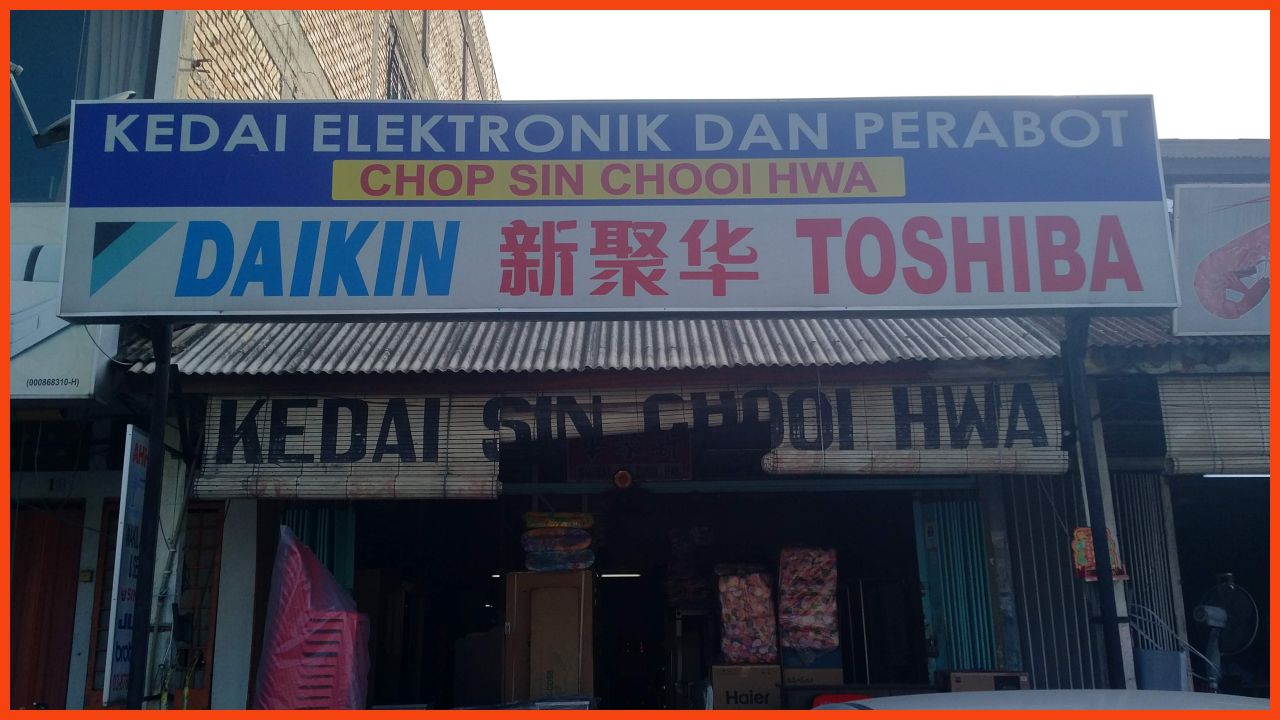 KEDAI ELEKTRONIK DAN PERABOT
CHOP SIN CHOOI HWA
DAIKIN 新聚华 TOSHIBA
(000868310-H)
KEDAI SIN CHOOI HWA
Haier